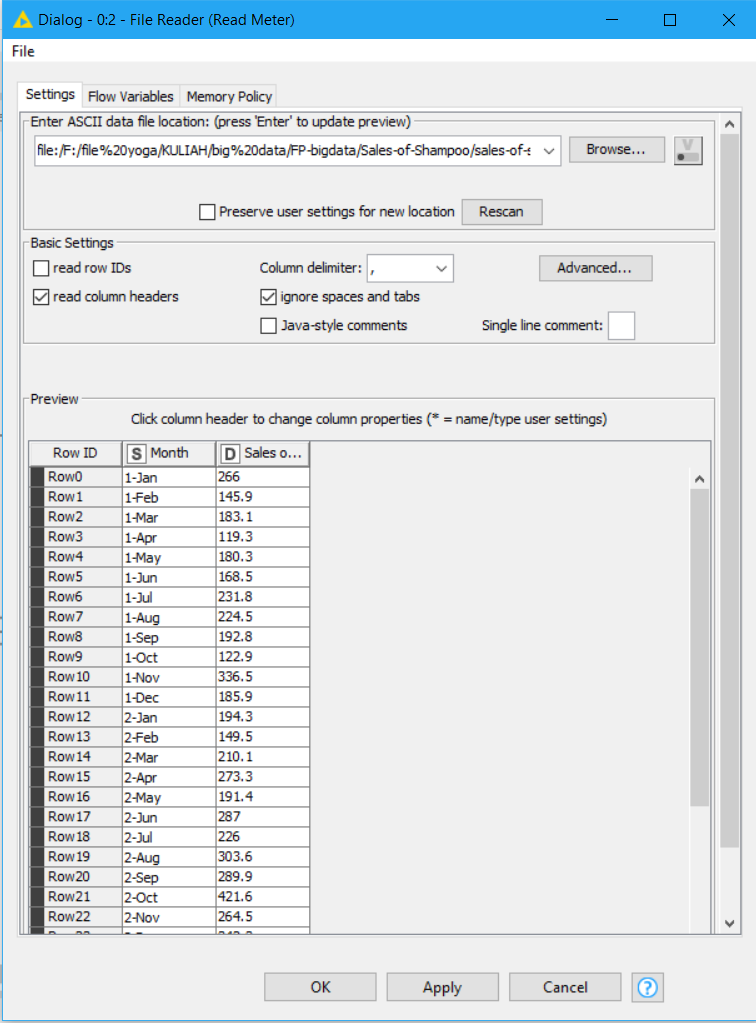 Dialog - 0:2 - File Reader (Read Meter)
File
Settings Flow Variables Memory Policy
Enter ASCII data file location: (press 'Enter' to update preview)
file:/F:/file%20yoga/KULIAH/big%20data/FP-bigdata/Sales-of-Shampoo/sales-of-s Browse... V
Preserve user settings for new location Rescan
Basic Settings
read row IDs Column delimiter: , Advanced...
read column headers ignore spaces and tabs
Java-style comments Single line comment:
Preview
Click column header to change column properties (* = name/type user settings)
Row ID S Month D Sales o...
Row0 1-Jan 266
Row1 1-Feb 145.9
Row2 1-Mar 183.1
Row3 1-Apr 119.3
Row4 1-May 180.3
Row5 1-Jun 168.5
Row6 1-Jul 231.8
Row7 1-Aug 224.5
Row8 1-Sep 192.8
Row9 1-Oct 122.9
Row10 1-Nov 336.5
Row11 1-Dec 185.9
Row12 2-Jan 194.3
Row13 2-Feb 149.5
Row14 2-Mar 210.1
Row15 2-Apr 273.3
Row16 2-May 191.4
Row17 2-Jun 287
Row18 2-Jul 226
Row19 2-Aug 303.6
Row20 2-Sep 289.9
Row21 2-Oct 421.6
Row22 2-Nov 264.5
OK Apply Cancel ?